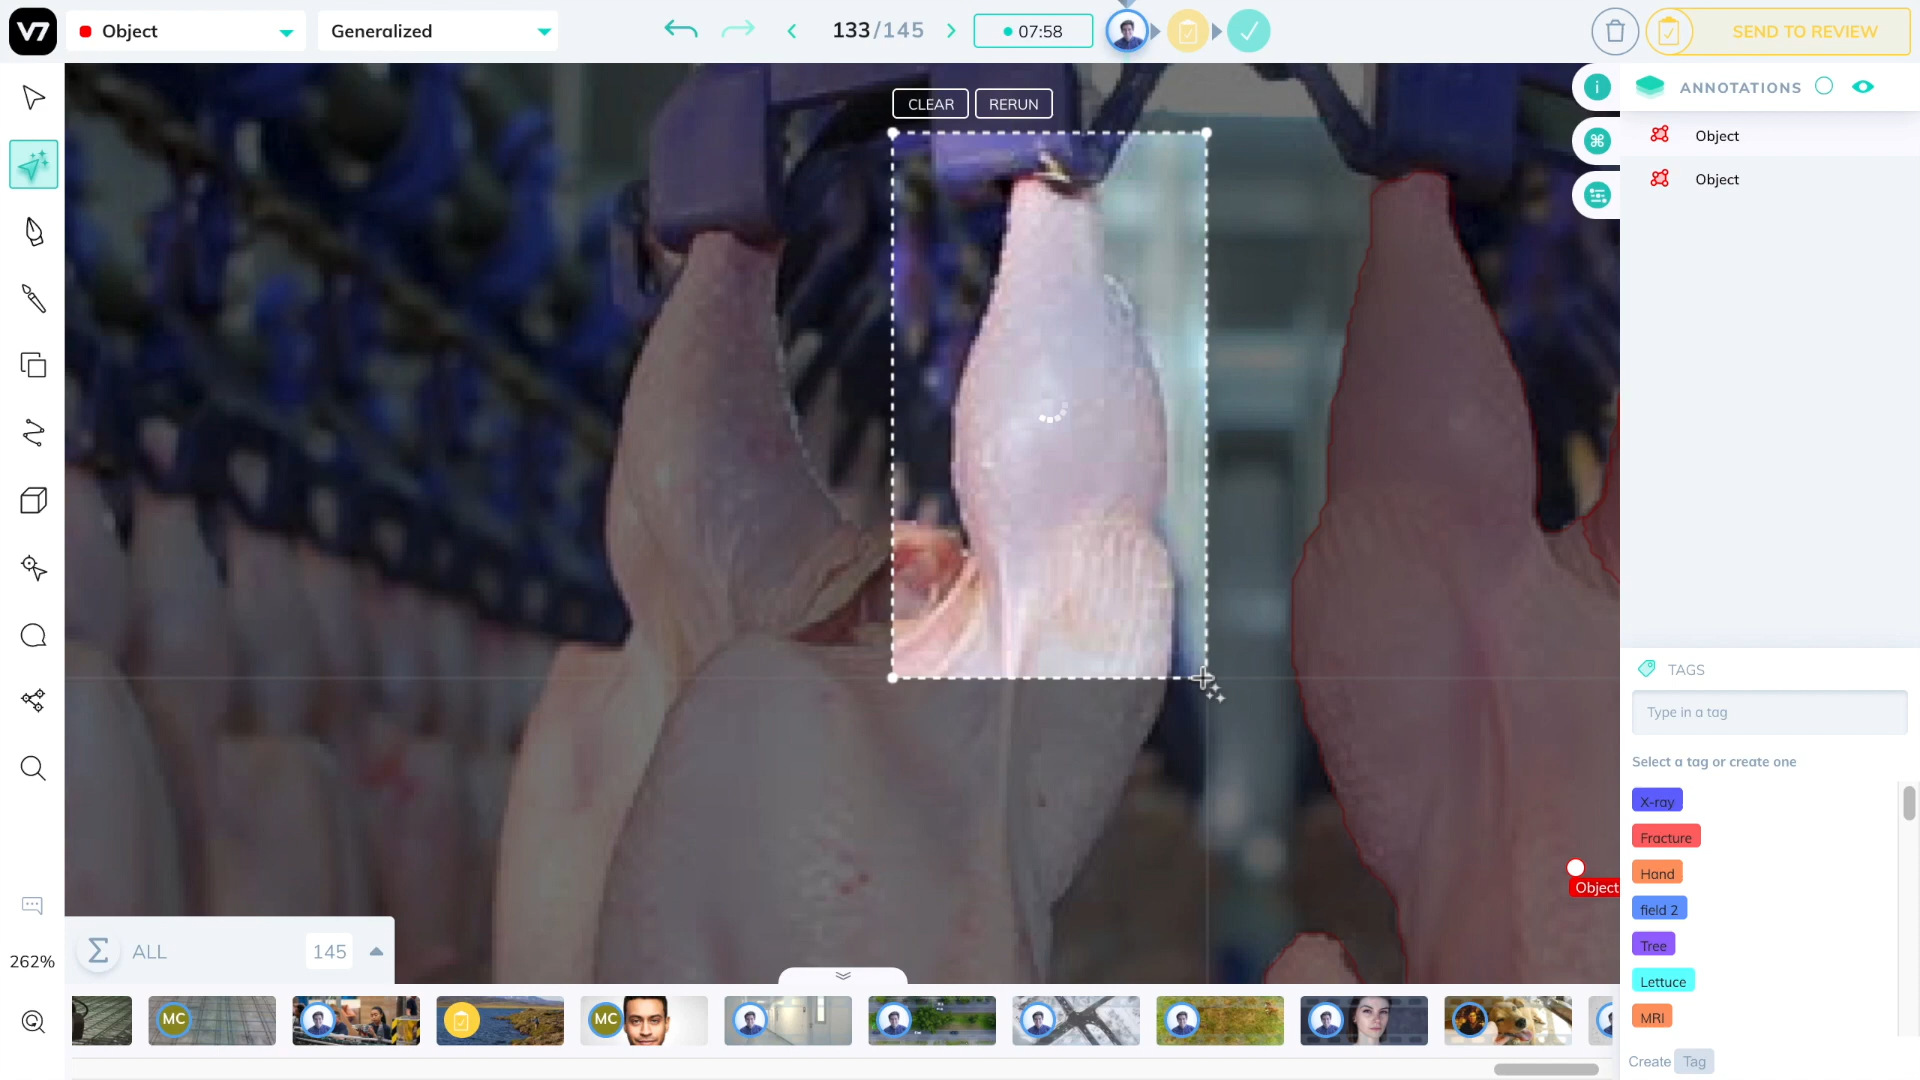 V7
Object
Generalized
133/145
07:58
SEND TO REVIEW
CLEAR
RERUN
i
ANNOTATIONS
Object
Object
TAGS
Type in a tag
Select a tag or create one
X-ray
Fracture
Hand
field 2
Tree
Lettuce
MRI
Create Tag
Object
Σ ALL 145
262%
MC
MC